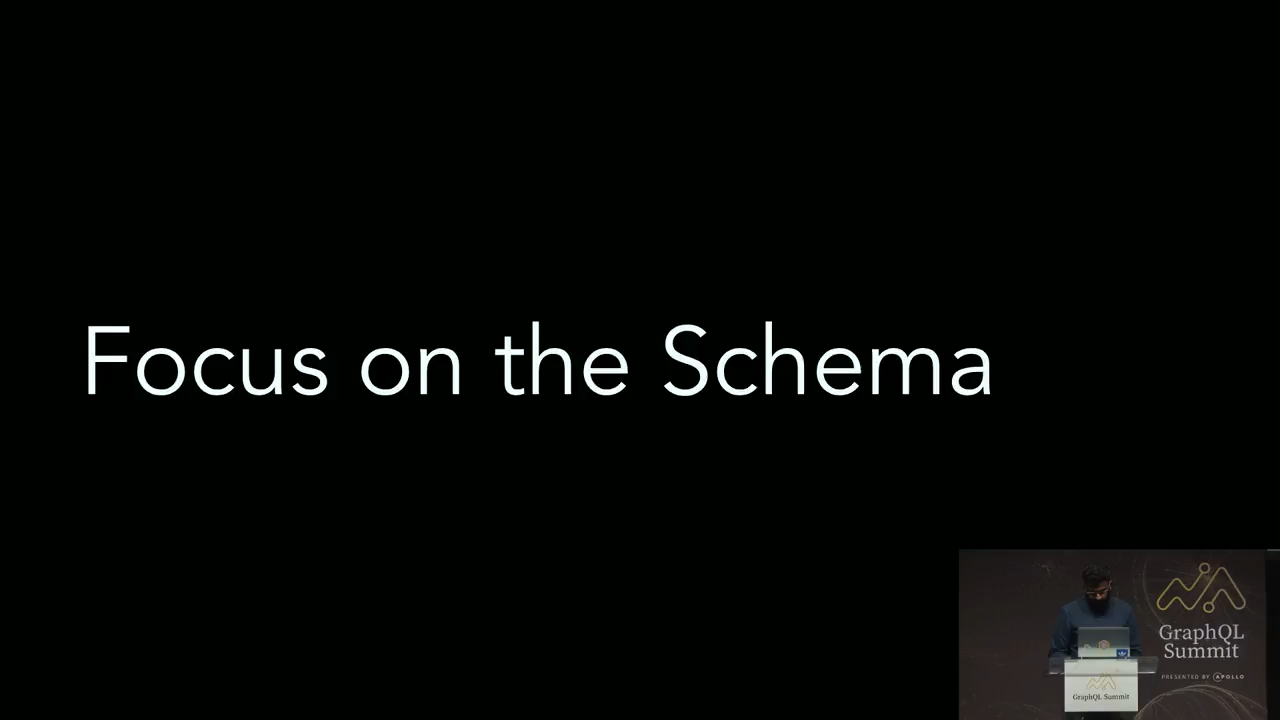 Focus on the Schema
GraphQL
Summit
PRESENTED BY APOLLO
GraphQL Summit